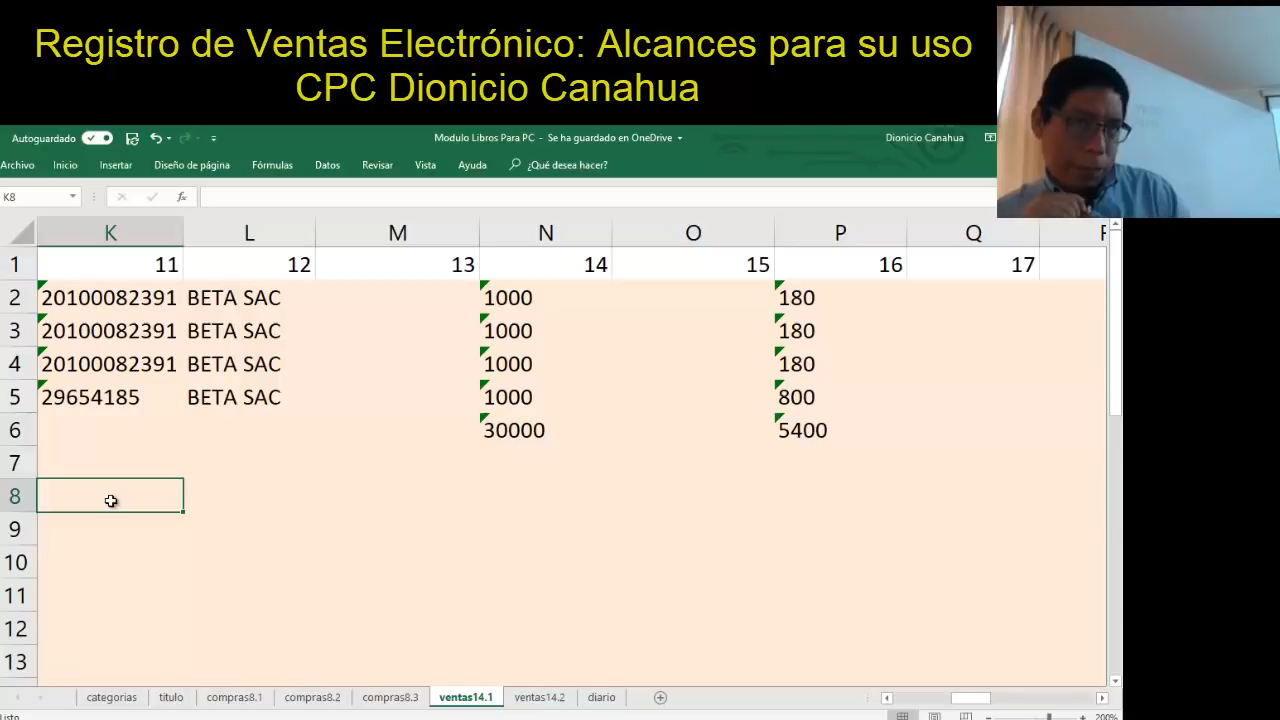 Registro de Ventas Electrónico: Alcances para su uso
CPC Dionicio Canahua
Autoguardado
Modulo Libros Para PC - Se ha guardado en OneDrive
Dionicio Canahua
Archivo Inicio Insertar Diseño de página Fórmulas Datos Revisar Vista Ayuda ¿Qué desea hacer?
K8 fx
K L M N O P Q
1 11 12 13 14 15 16 17
2 20100082391 BETA SAC 1000 180
3 20100082391 BETA SAC 1000 180
4 20100082391 BETA SAC 1000 180
5 29654185 BETA SAC 1000 800
6 30000 5400
7
8
9
10
11
12
13
categorias titulo compras8.1 compras8.2 compras8.3 ventas14.1 ventas14.2 diario
Listo 200%